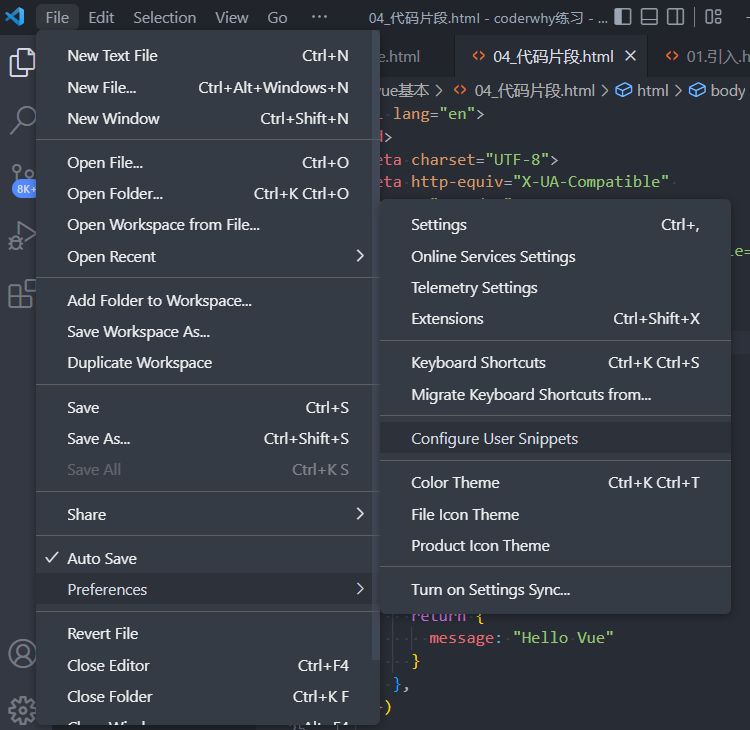 File Edit Selection View Go ··· 04_代码片段.html - coderwhy练习 - ...
e.html <> 04_代码片段.html × <> 01.引入.h
vue基本 > <> 04_代码片段.html > html > body
New Text File Ctrl+N
New File... Ctrl+Alt+Windows+N
New Window Ctrl+Shift+N
Open File... Ctrl+O
Open Folder... Ctrl+K Ctrl+O
Open Workspace from File...
Open Recent >
Add Folder to Workspace...
Save Workspace As...
Duplicate Workspace
Save Ctrl+S
Save As... Ctrl+Shift+S
Save All Ctrl+K S
Share >
✓ Auto Save
Preferences >
Revert File
Close Editor Ctrl+F4
Close Folder Ctrl+K F
8K+
lang="en">
>
eta charset="UTF-8">
eta http-equiv="X-UA-Compatible"
le=
Settings Ctrl+,
Online Services Settings
Telemetry Settings
Extensions Ctrl+Shift+X
Keyboard Shortcuts Ctrl+K Ctrl+S
Migrate Keyboard Shortcuts from...
Configure User Snippets
Color Theme Ctrl+K Ctrl+T
File Icon Theme
Product Icon Theme
Turn on Settings Sync...
return {
message: "Hello Vue"
}
},
)